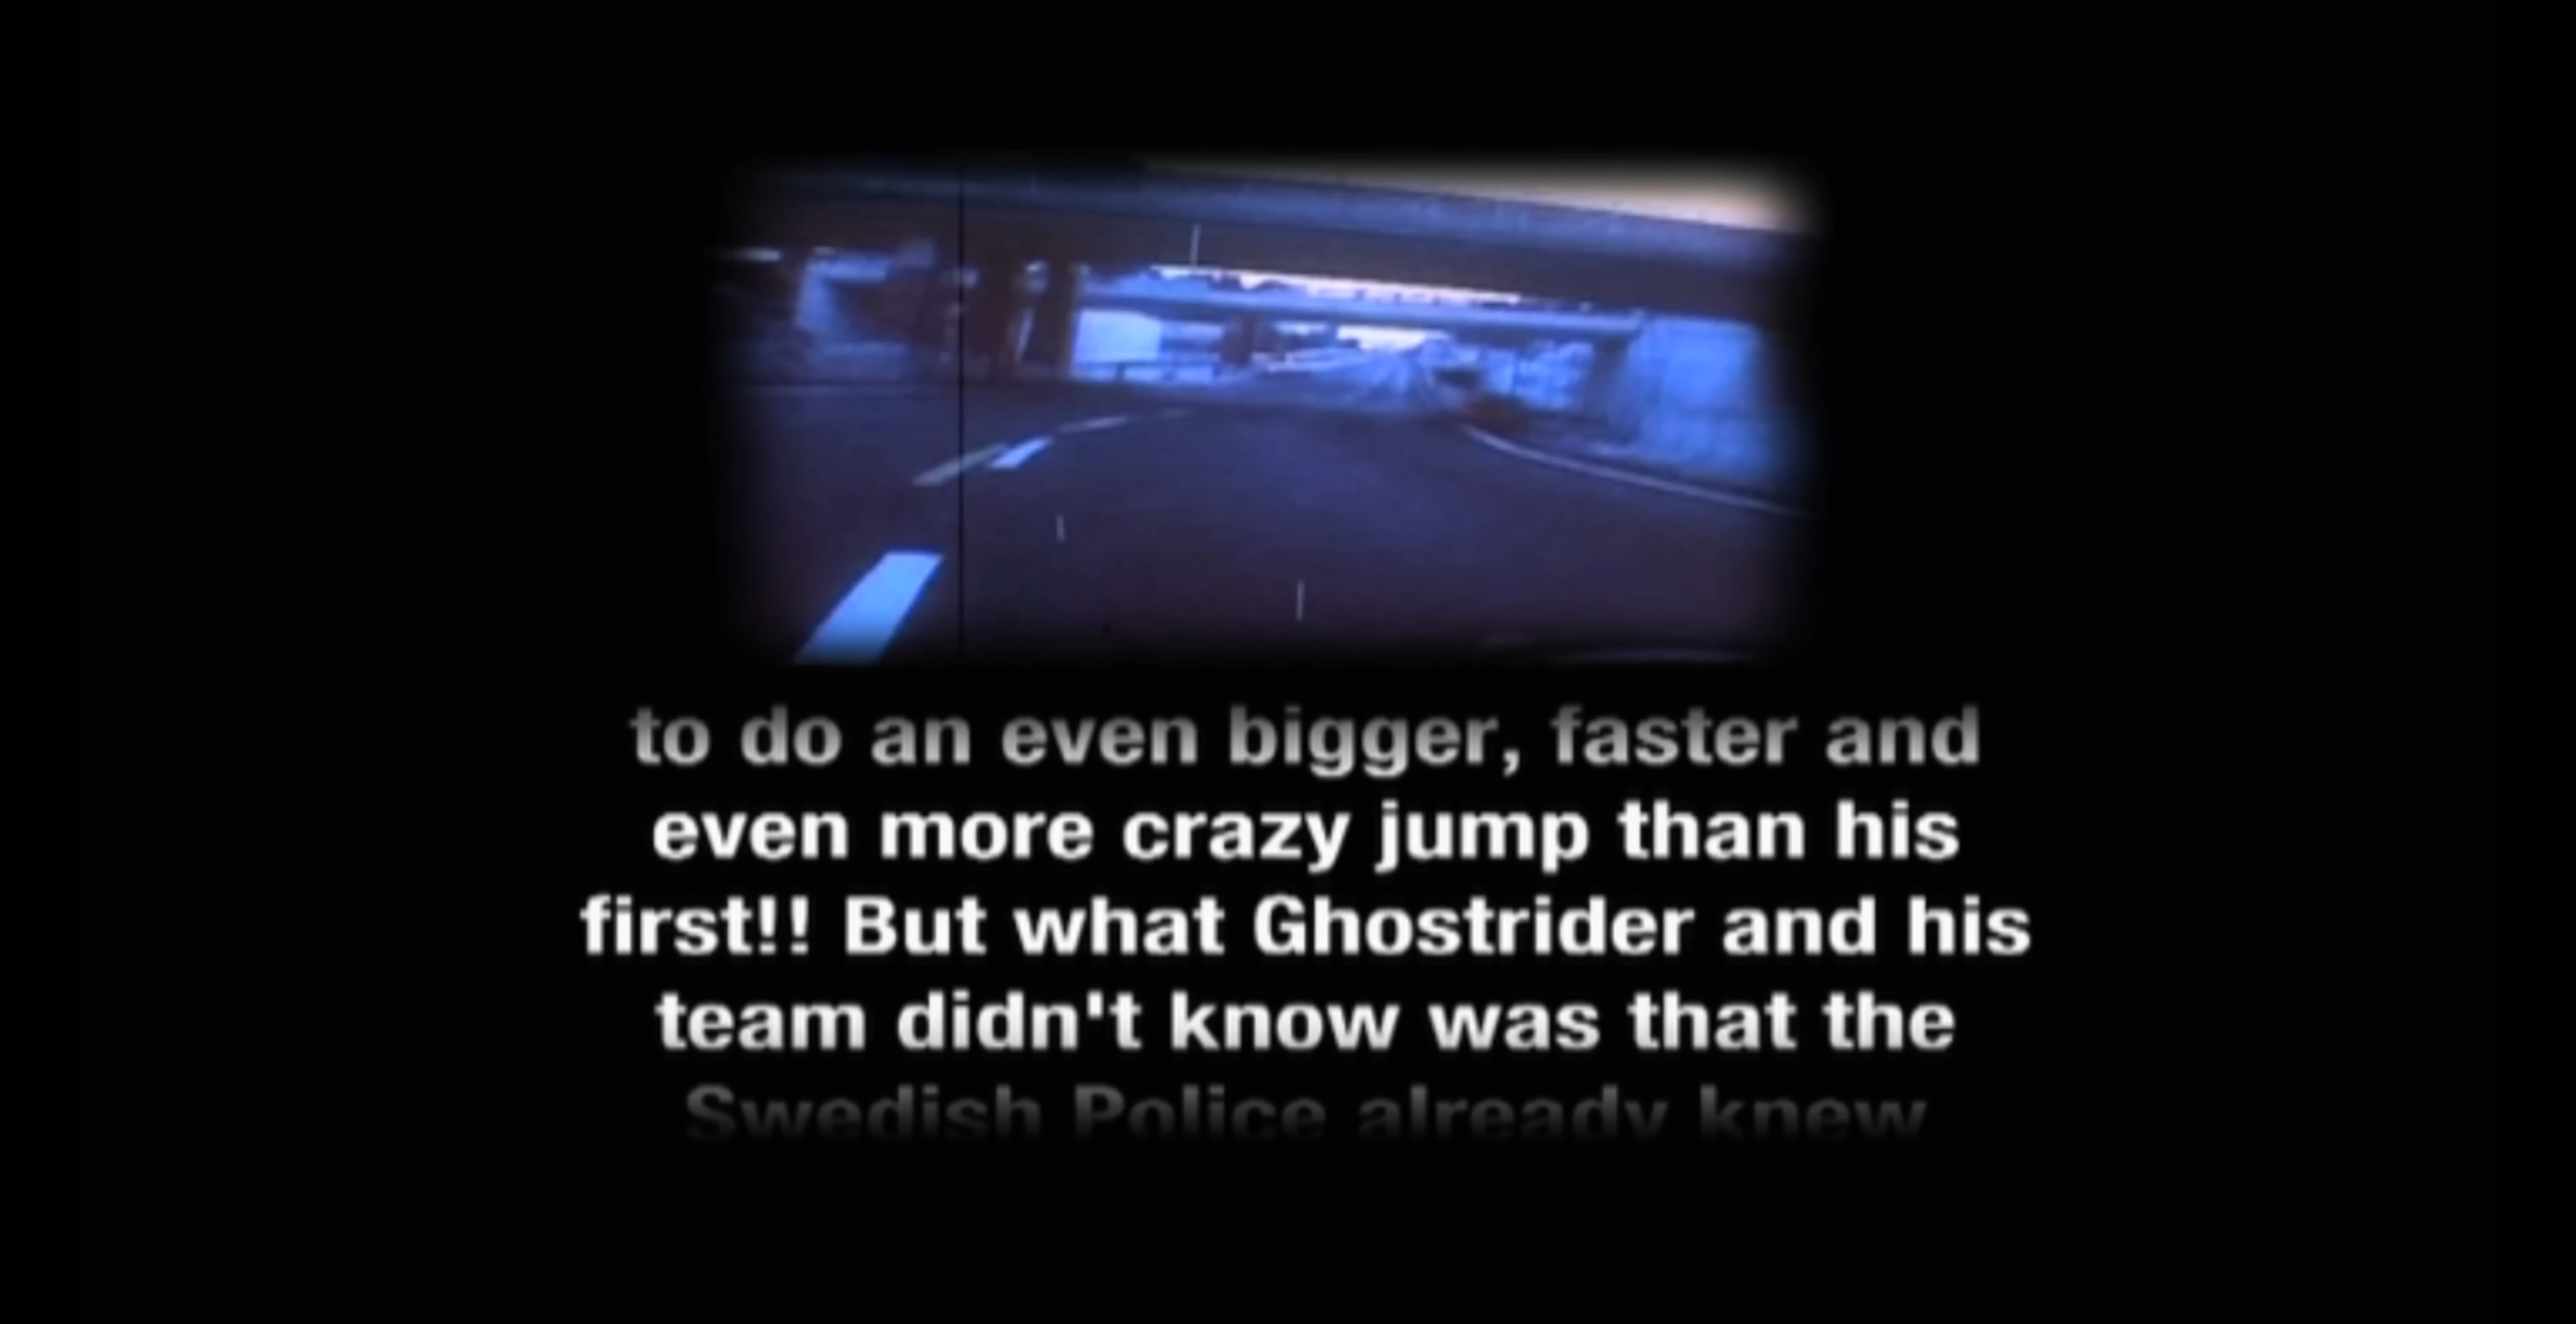 to do an even bigger, faster and
even more crazy jump than his
first!! But what Ghostrider and his
team didn't know was that the
Swedish Police already knew